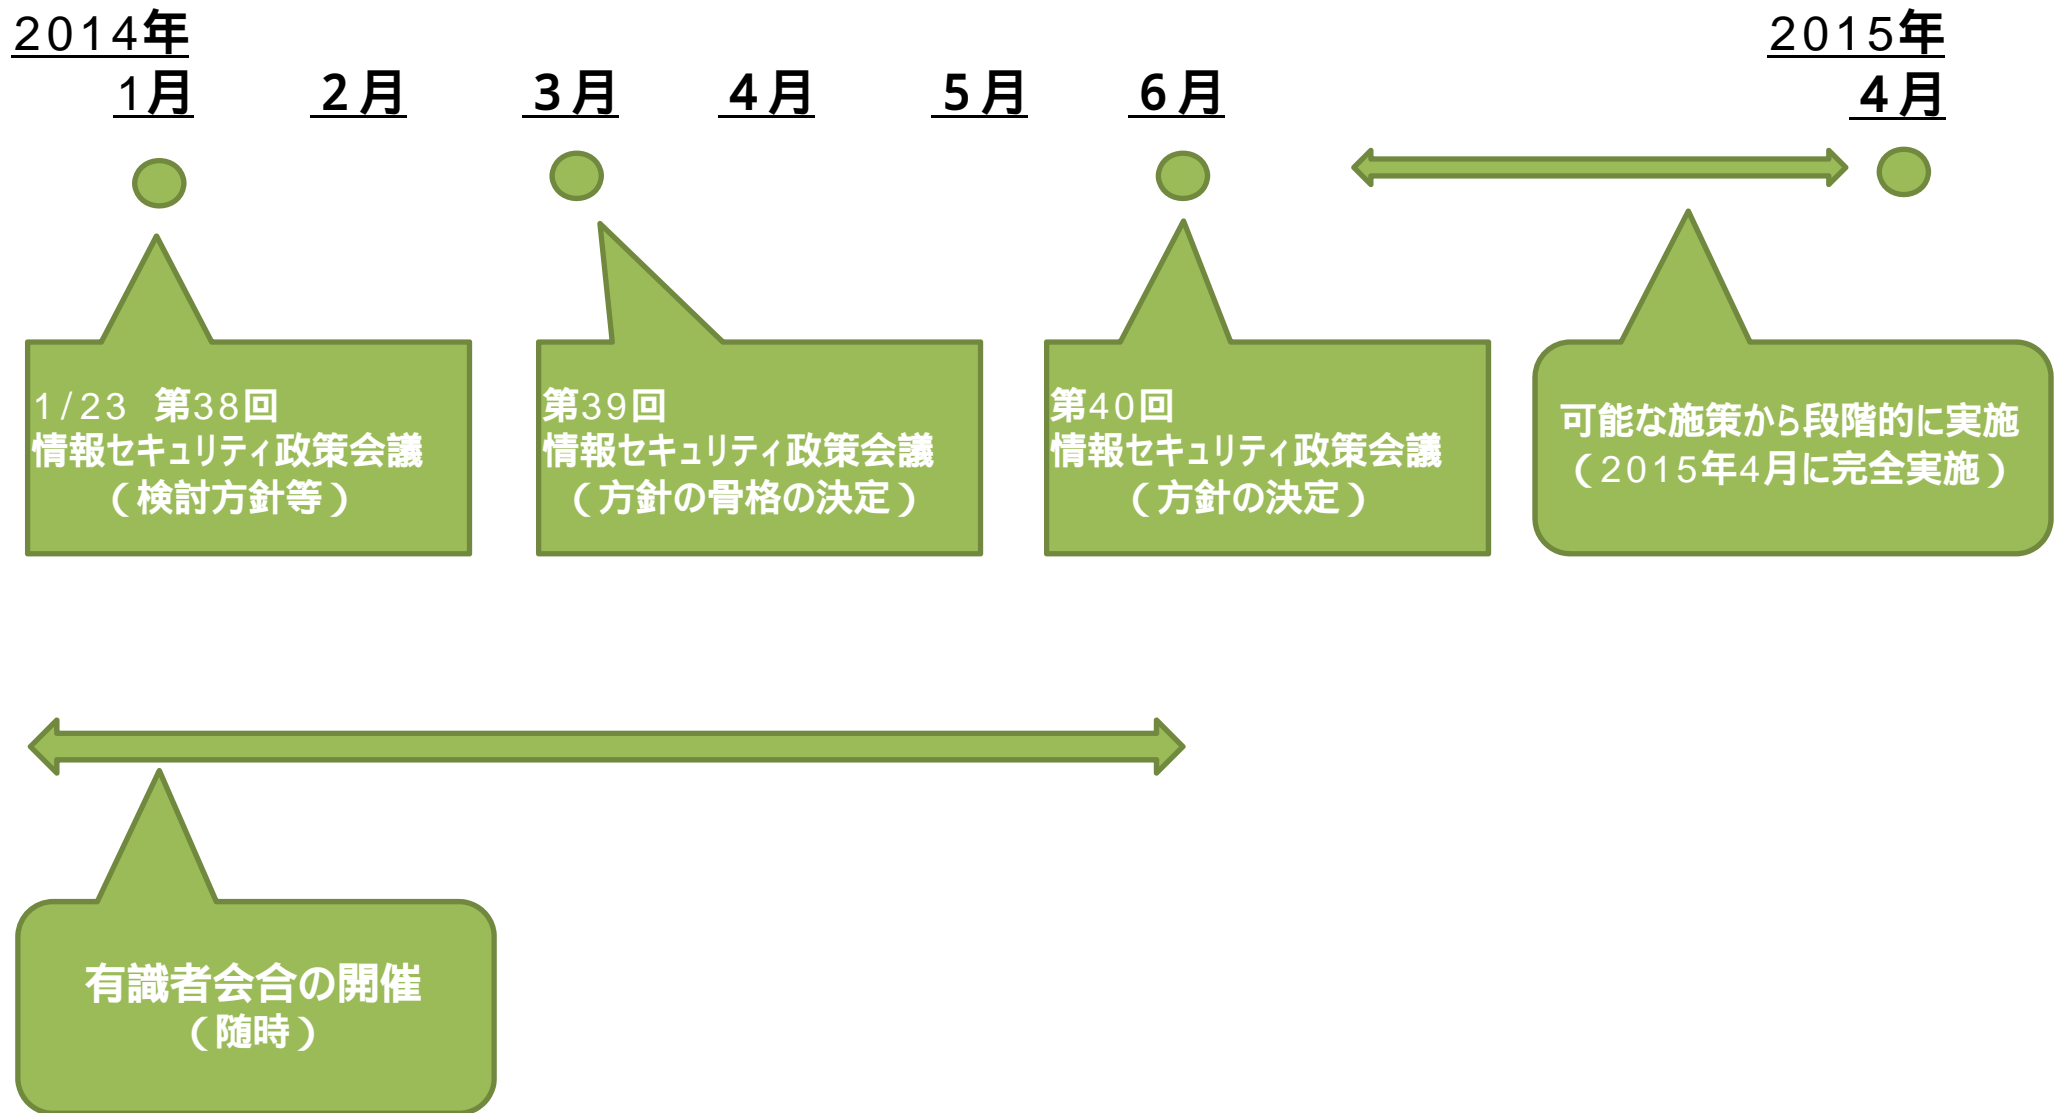 2014年
2015年
1月
2月
3月
4月
5月
6月
4月
1/23 第38回
情報セキュリティ政策会議
（検討方針等）
第39回
情報セキュリティ政策会議
（方針の骨格の決定）
第40回
情報セキュリティ政策会議
（方針の決定）
可能な施策から段階的に実施
（2015年4月に完全実施）
有識者会合の開催
（随時）